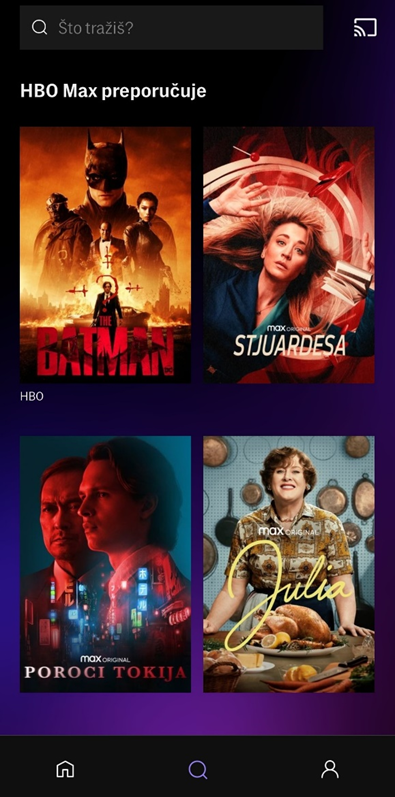 Što tražiš?
HBO Max preporučuje
THE
BATMAN
HBO
max ORIGINAL
STJUARDESA
max ORIGINAL
POROCI TOKIJA
max ORIGINAL
Julia